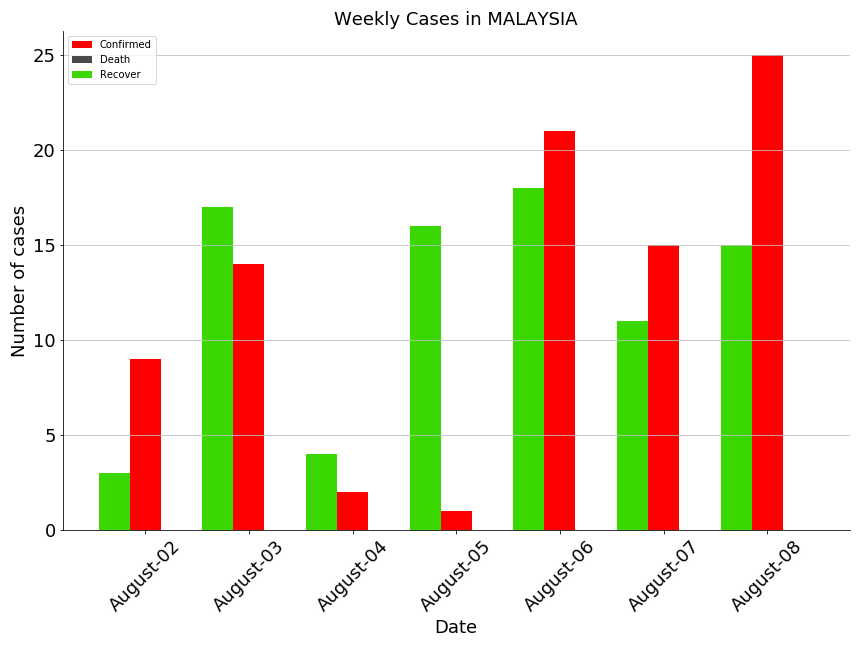 Weekly Cases in MALAYSIA
Confirmed
Death
Recover
Number of cases
25
20
15
10
5
0
August-02
August-03
August-04
August-05
August-06
August-07
August-08
Date